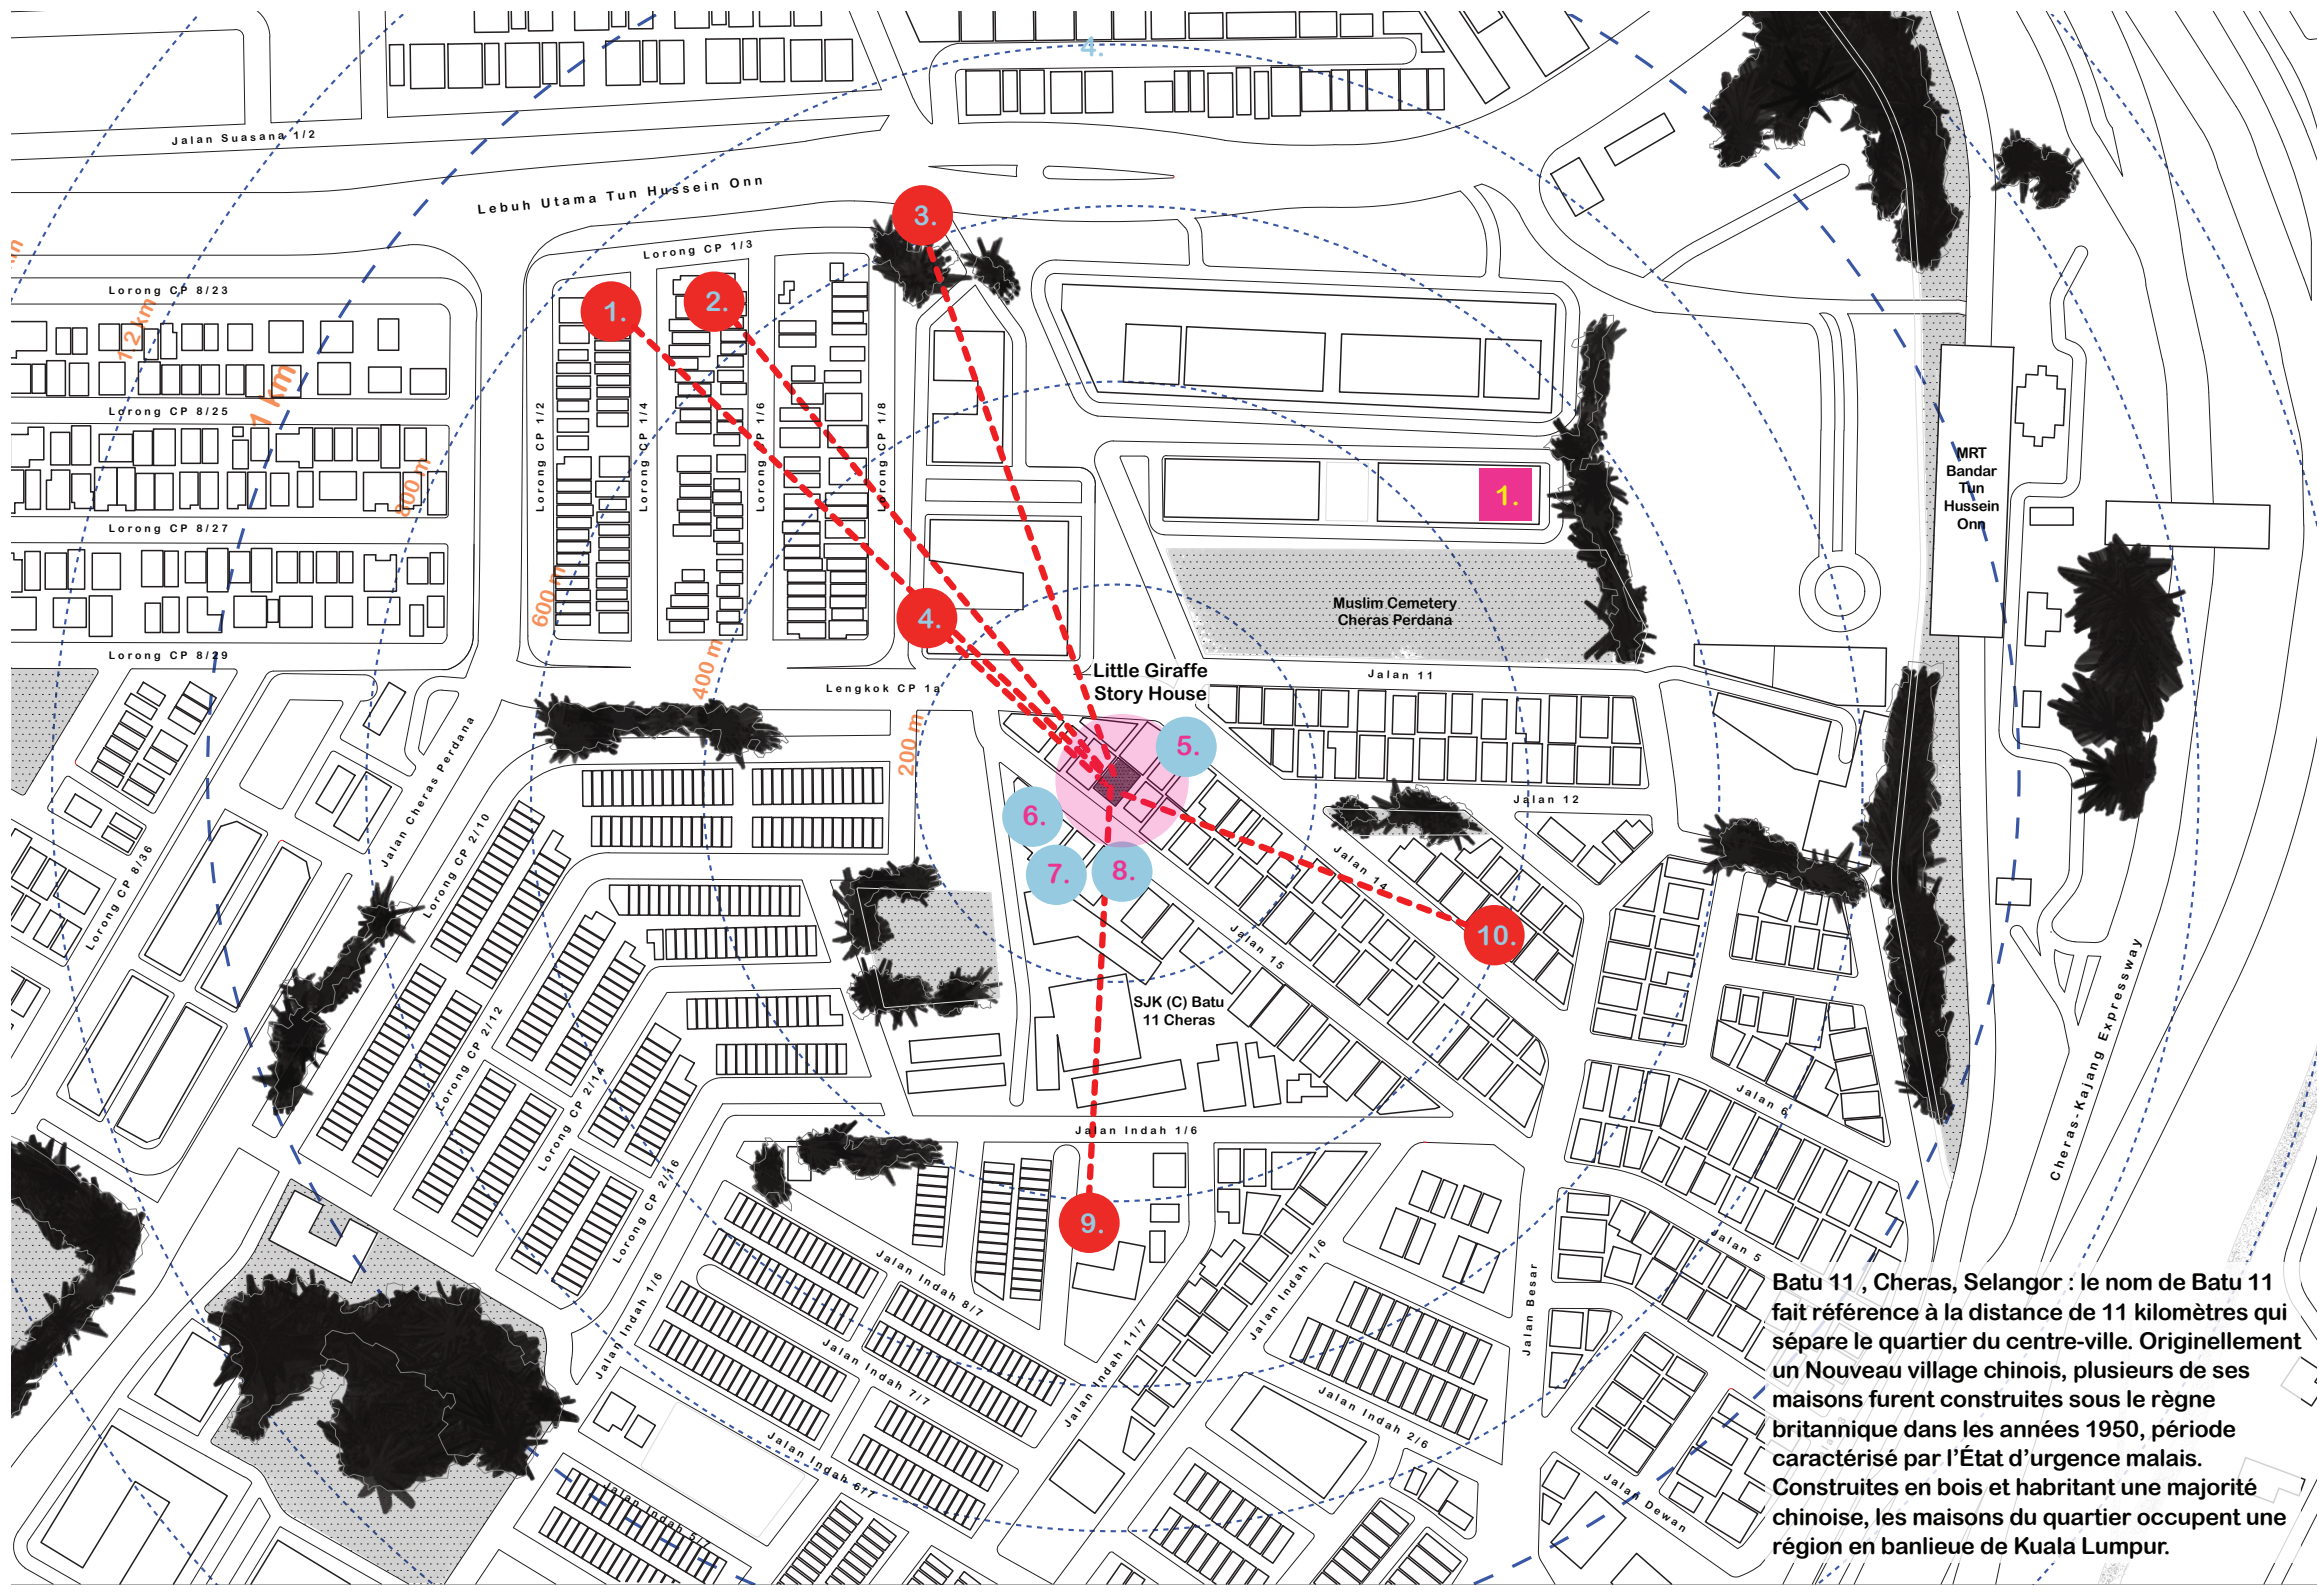 4.
Jalan Suasana 1/2
Lebuh Utama Tun Hussein Onn
3.
Lorong CP 1/3
Lorong CP 8/23
1.
2.
1.2 km
1 km
Lorong CP 8/25
800 m
Lorong CP 1/2
Lorong CP 1/4
Lorong CP 1/6
Lorong CP 1/8
1.
MRT
Bandar
Tun
Hussein
Onn
Lorong CP 8/27
600 m
4.
Muslim Cemetery
Cheras Perdana
Lorong CP 8/29
400 m
Little Giraffe
Story House
Jalan 11
Lengkok CP 1a
200 m
5.
Jalan Cheras Perdana
Jalan 12
6.
7.
8.
Lorong CP 2/10
Jalan 14
Lorong CP 8/36
10.
Jalan 15
SJK (C) Batu
11 Cheras
Lorong CP 2/12
Lorong CP 2/14
Cheras-Kajang Expressway
Jalan 6
Jalan Indah 1/6
Lorong CP 2/16
9.
Jalan 5
Jalan Indah 8/7
Jalan Indah 1/6
Jalan Indah 1/6
Jalan Besar
Jalan Indah 11/7
Jalan Indah 7/7
Jalan Indah 2/6
Jalan Indah 6/7
Jalan Dewan
Batu 11 , Cheras, Selangor : le nom de Batu 11
fait référence à la distance de 11 kilomètres qui
sépare le quartier du centre-ville. Originellement
un Nouveau village chinois, plusieurs de ses
maisons furent construites sous le règne
britannique dans les années 1950, période
caractérisé par l'État d'urgence malais.
Construites en bois et habritant une majorité
chinoise, les maisons du quartier occupent une
région en banlieue de Kuala Lumpur.